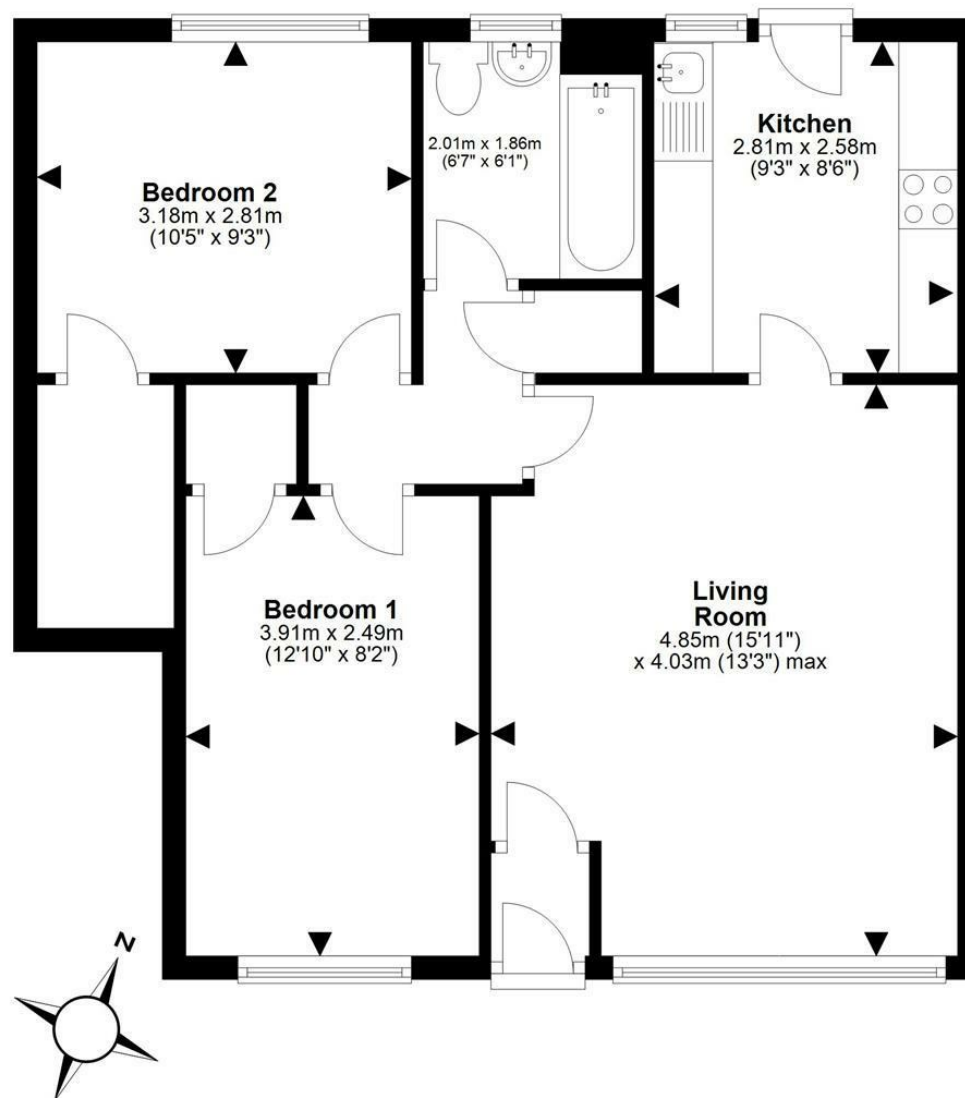 Bedroom 2
3.18m x 2.81m
(10'5" x 9'3")
2.01m x 1.86m
(6'7" x 6'1")
Kitchen
2.81m x 2.58m
(9'3" x 8'6")
Bedroom 1
3.91m x 2.49m
(12'10" x 8'2")
Living
Room
4.85m (15'11")
x 4.03m (13'3") max
N